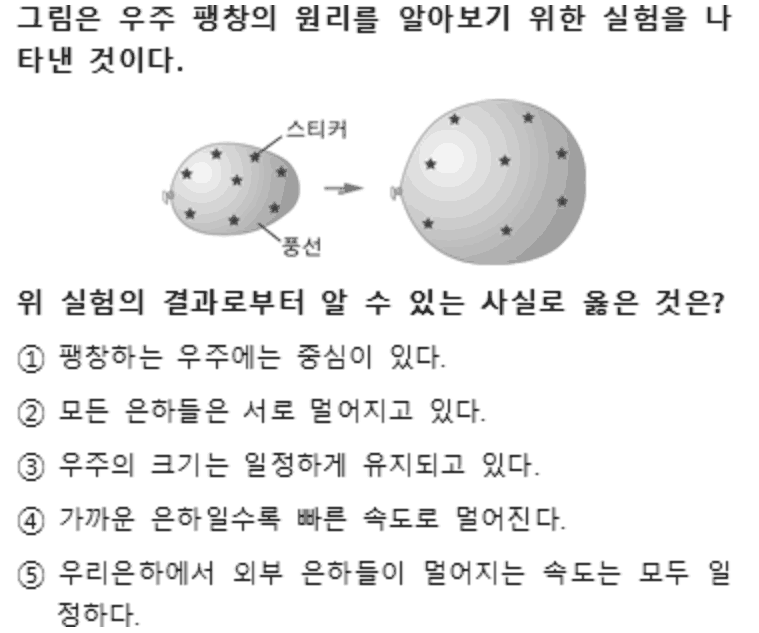 그림은 우주 팽창의 원리를 알아보기 위한 실험을 나
타낸 것이다.
스티커
풍선
위 실험의 결과로부터 알 수 있는 사실로 옳은 것은?
① 팽창하는 우주에는 중심이 있다.
② 모든 은하들은 서로 멀어지고 있다.
③ 우주의 크기는 일정하게 유지되고 있다.
④ 가까운 은하일수록 빠른 속도로 멀어진다.
⑤ 우리은하에서 외부 은하들이 멀어지는 속도는 모두 일
정하다.